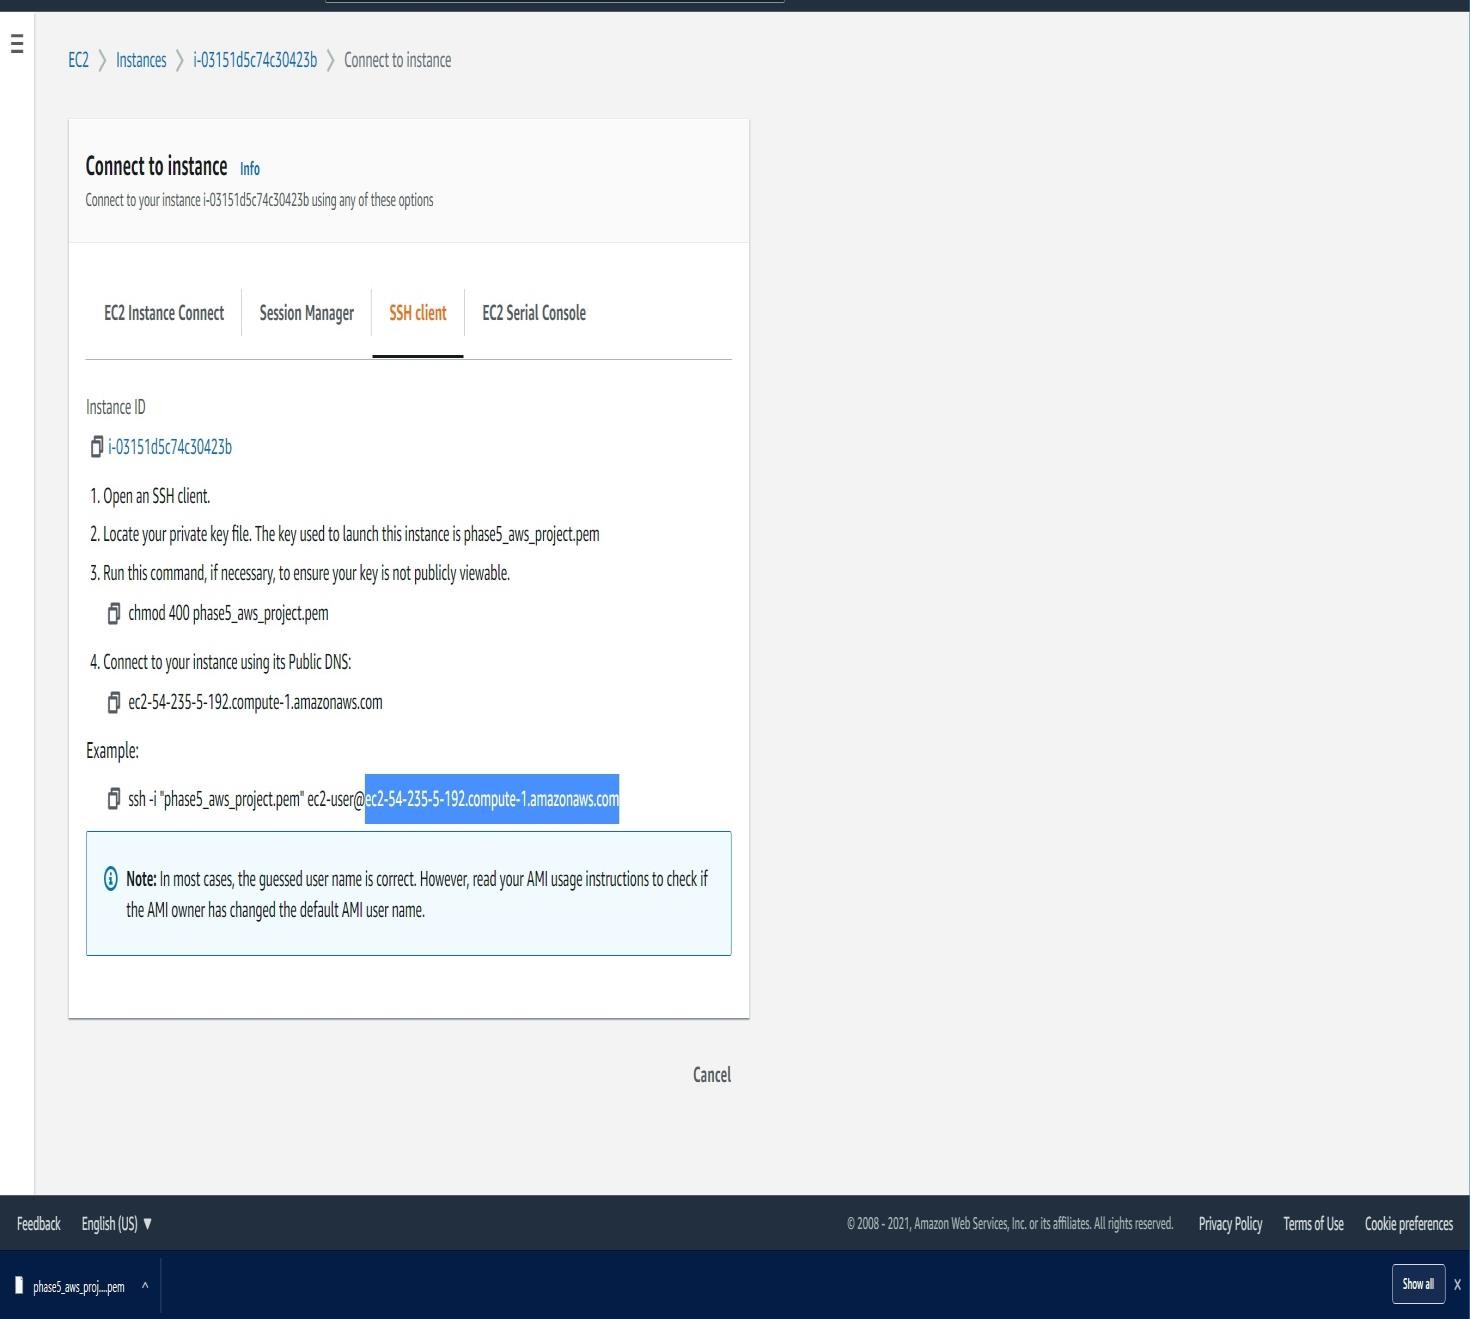 EC2 > Instances > i-03151d5c74c30423b > Connect to instance
Connect to instance Info
Connect to your instance i-03151d5c74c30423b using any of these options
EC2 Instance Connect
Session Manager
SSH client
EC2 Serial Console
Instance ID
i-03151d5c74c30423b
1. Open an SSH client.
2. Locate your private key file. The key used to launch this instance is phase5_aws_project.pem
3. Run this command, if necessary, to ensure your key is not publicly viewable.
chmod 400 phase5_aws_project.pem
4. Connect to your instance using its Public DNS:
ec2-54-235-5-192.compute-1.amazonaws.com
Example:
ssh -i "phase5_aws_project.pem" ec2-user@ec2-54-235-5-192.compute-1.amazonaws.com
Note: In most cases, the guessed user name is correct. However, read your AMI usage instructions to check if
the AMI owner has changed the default AMI user name.
Cancel
Feedback English (US) ▼ © 2008 - 2021, Amazon Web Services, Inc. or its affiliates. All rights reserved. Privacy Policy Terms of Use Cookie preferences
phase5_aws_proj....pem ^ Show all X